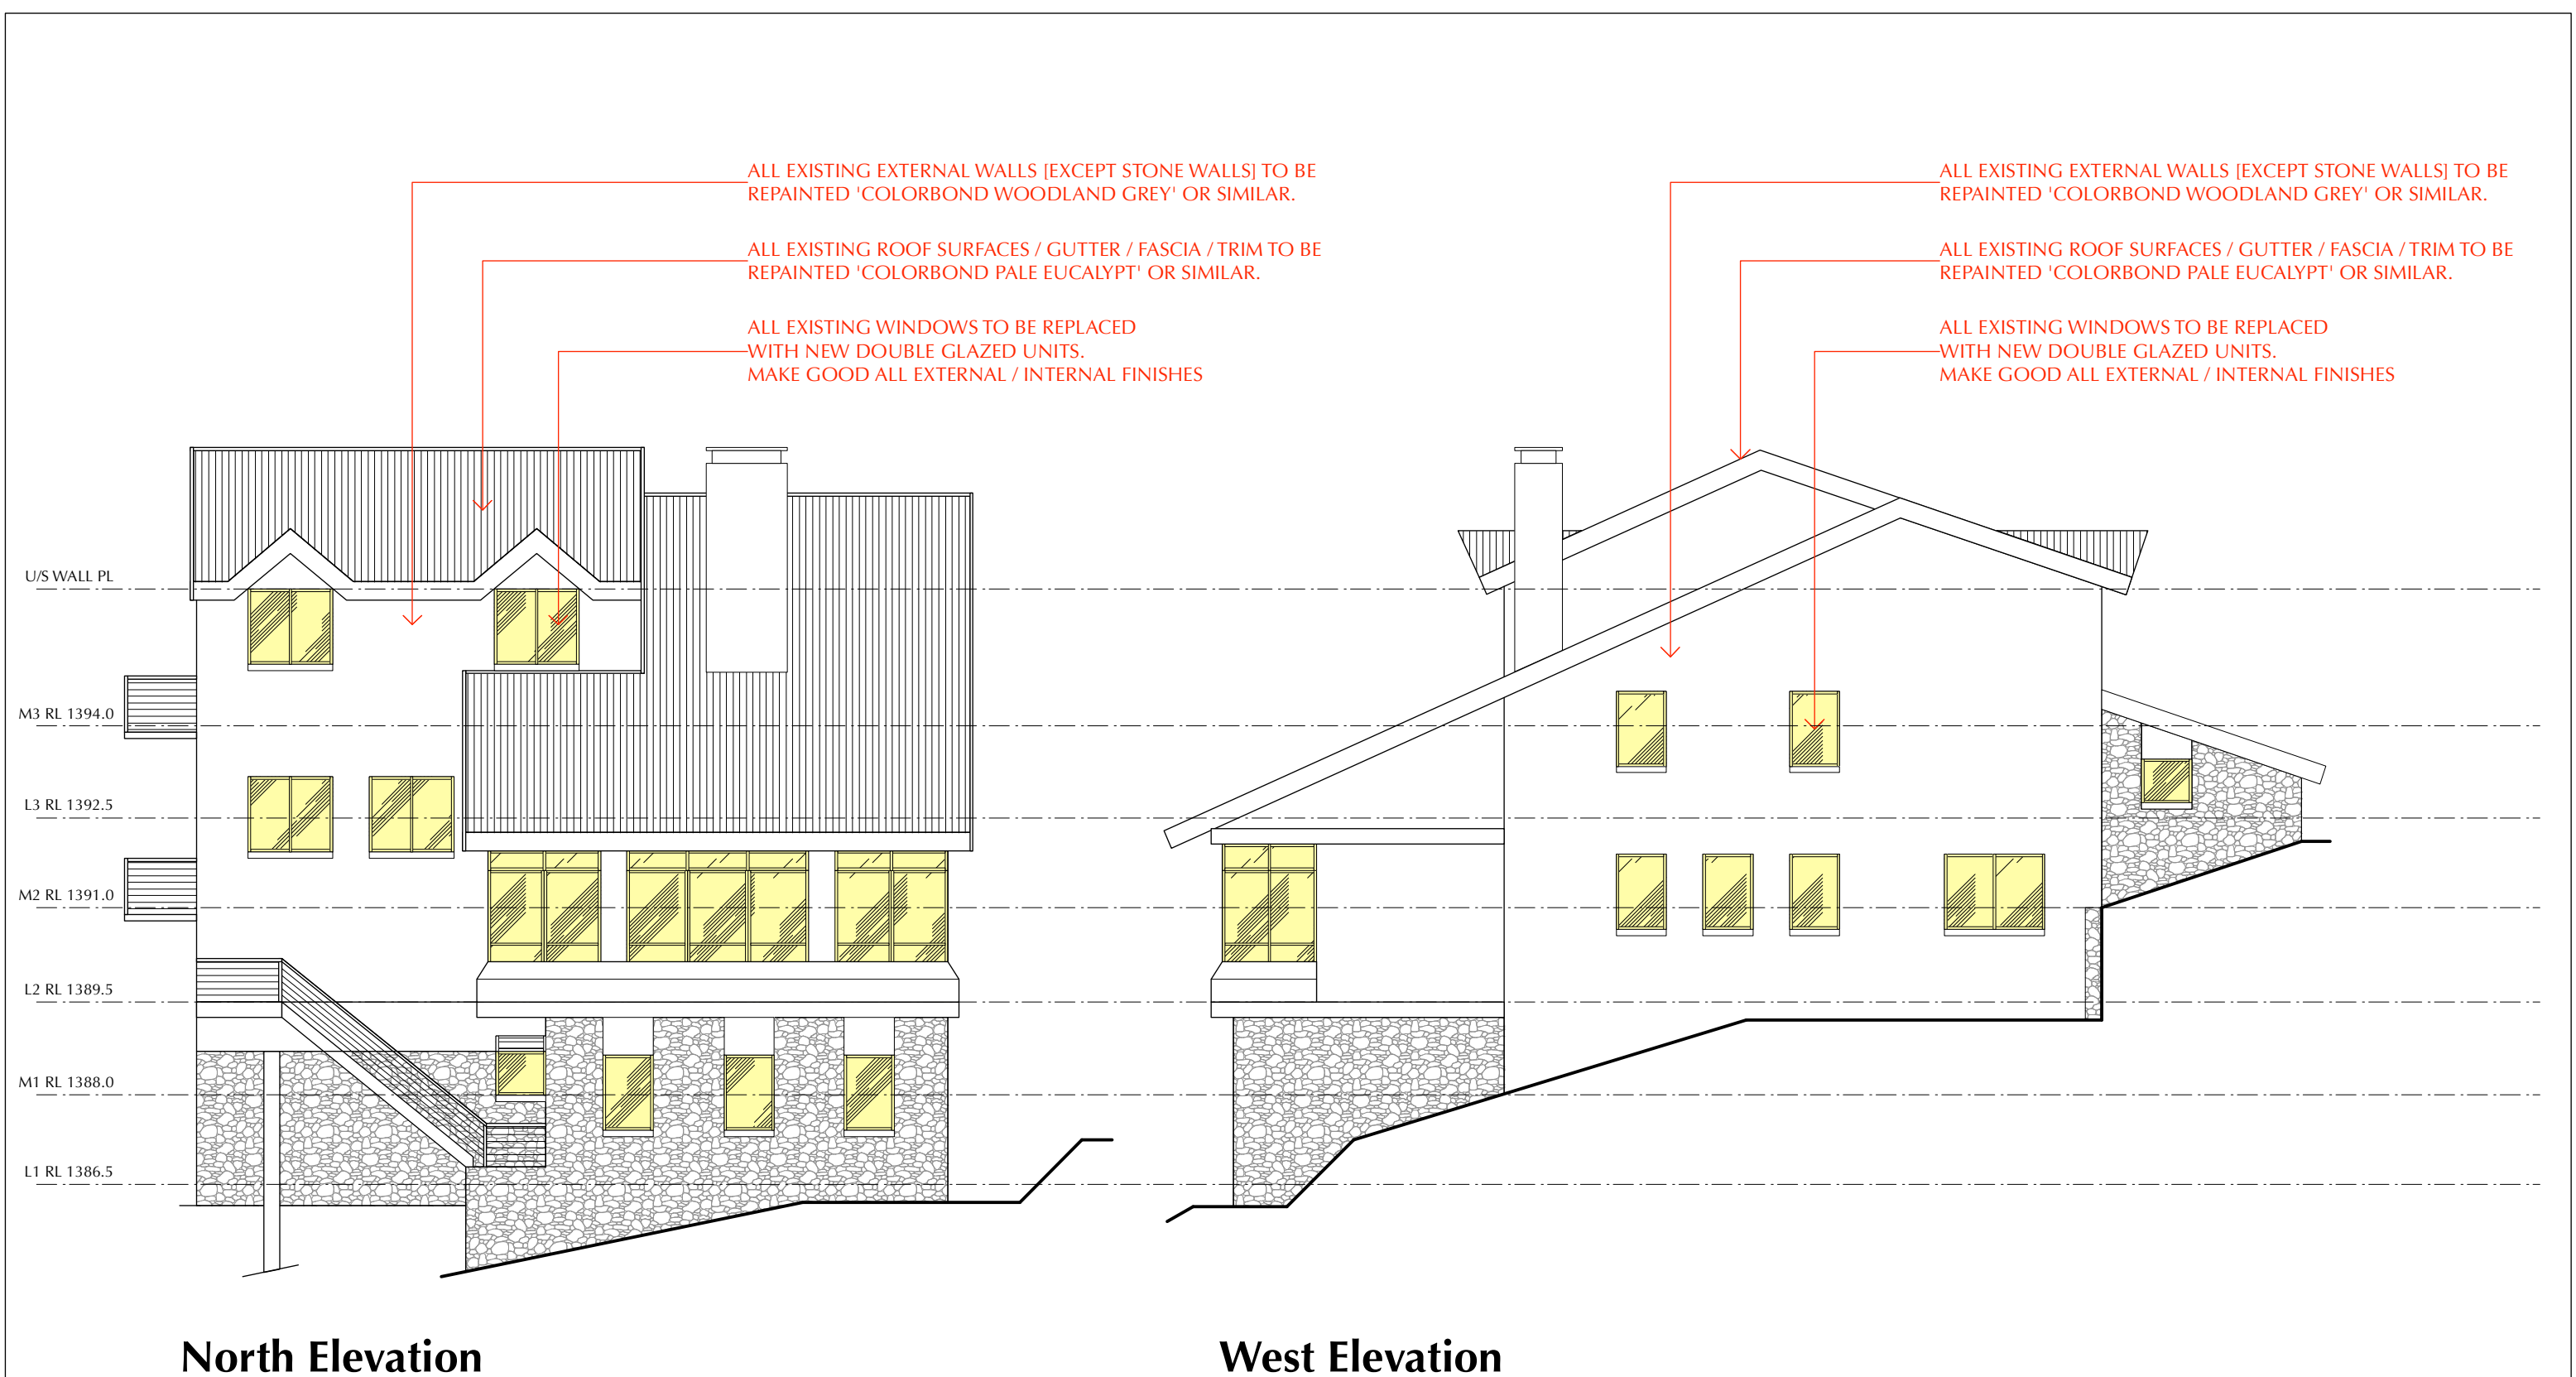 ALL EXISTING EXTERNAL WALLS [EXCEPT STONE WALLS] TO BE
REPAINTED 'COLORBOND WOODLAND GREY' OR SIMILAR.
ALL EXISTING ROOF SURFACES / GUTTER / FASCIA / TRIM TO BE
REPAINTED 'COLORBOND PALE EUCALYPT' OR SIMILAR.
ALL EXISTING WINDOWS TO BE REPLACED
WITH NEW DOUBLE GLAZED UNITS.
MAKE GOOD ALL EXTERNAL / INTERNAL FINISHES
ALL EXISTING EXTERNAL WALLS [EXCEPT STONE WALLS] TO BE
REPAINTED 'COLORBOND WOODLAND GREY' OR SIMILAR.
ALL EXISTING ROOF SURFACES / GUTTER / FASCIA / TRIM TO BE
REPAINTED 'COLORBOND PALE EUCALYPT' OR SIMILAR.
ALL EXISTING WINDOWS TO BE REPLACED
WITH NEW DOUBLE GLAZED UNITS.
MAKE GOOD ALL EXTERNAL / INTERNAL FINISHES
U/S WALL PL
M3 RL 1394.0
L3 RL 1392.5
M2 RL 1391.0
L2 RL 1389.5
M1 RL 1388.0
L1 RL 1386.5
North Elevation
West Elevation